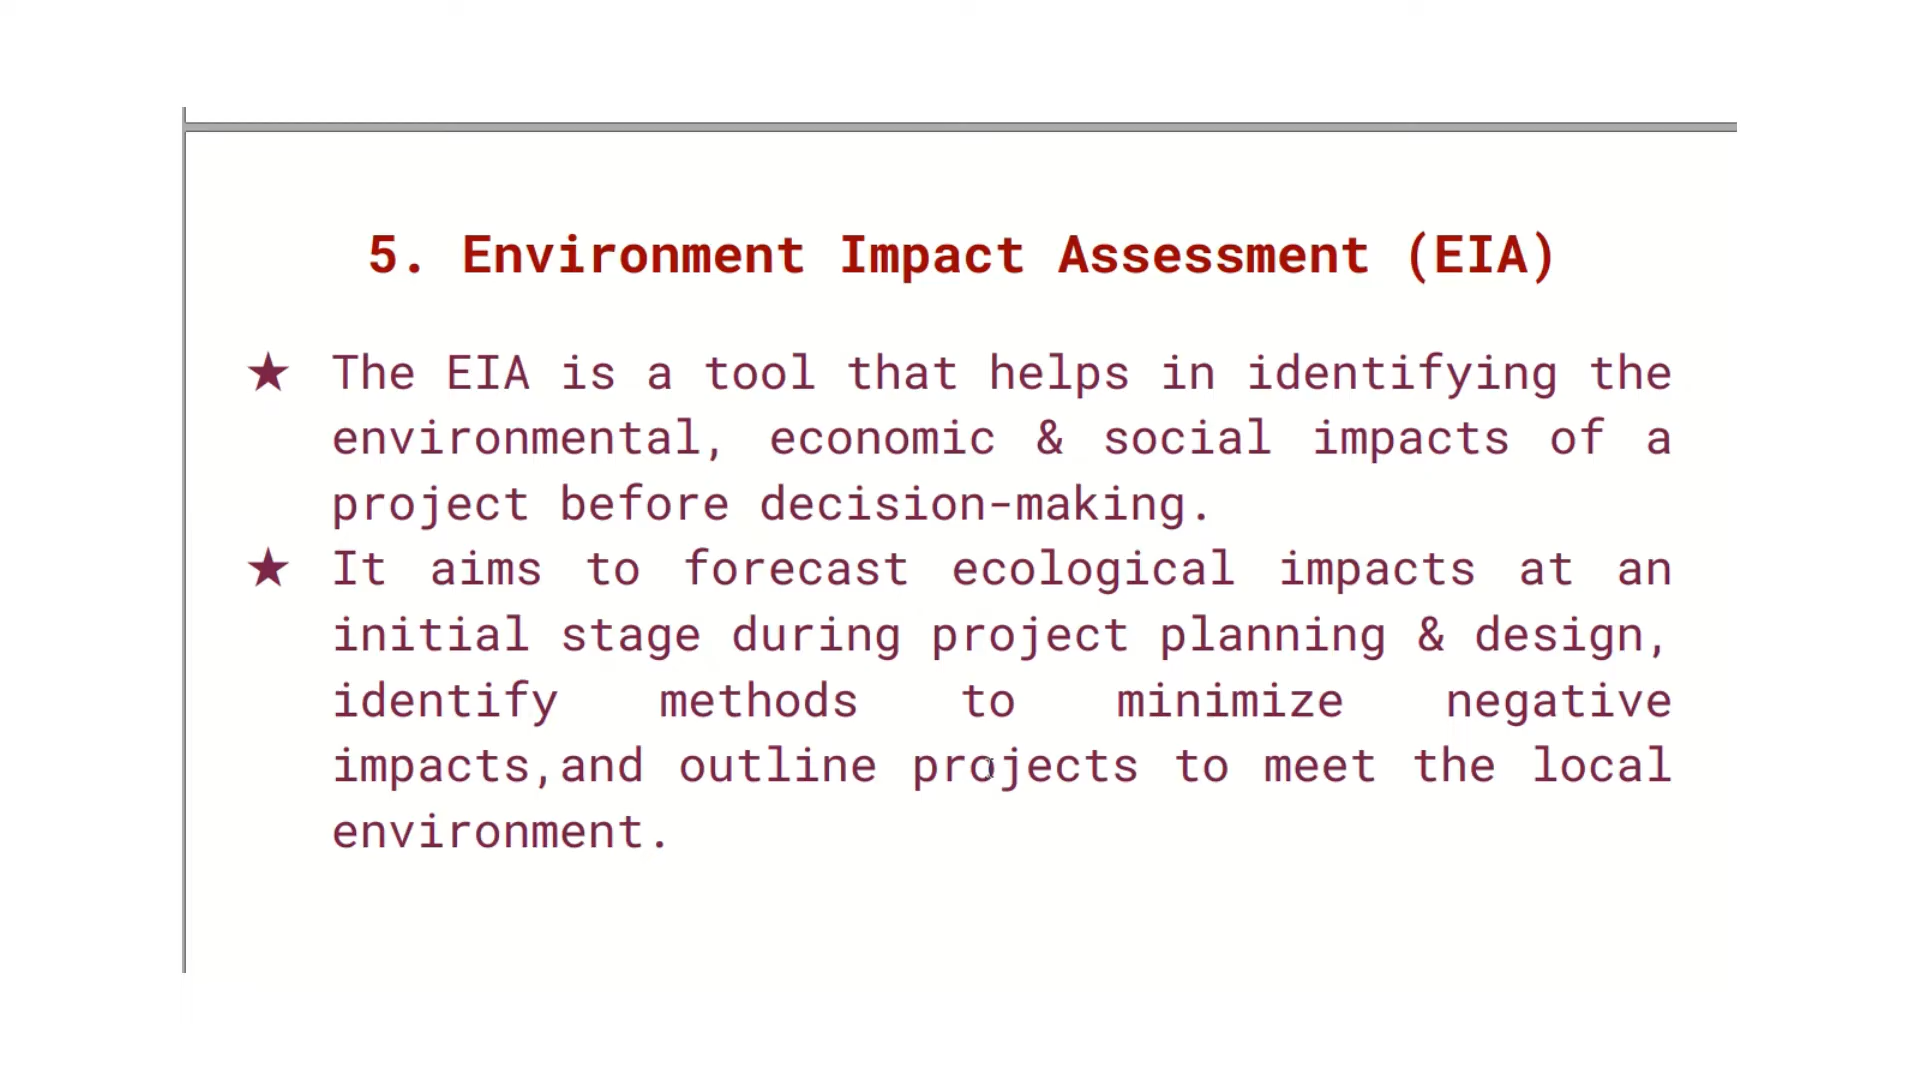 5. Environment Impact Assessment (EIA)
★ The EIA is a tool that helps in identifying the
environmental, economic & social impacts of a
project before decision-making.
★ It aims to forecast ecological impacts at an
initial stage during project planning & design,
identify methods to minimize negative
impacts,and outline projects to meet the local
environment.